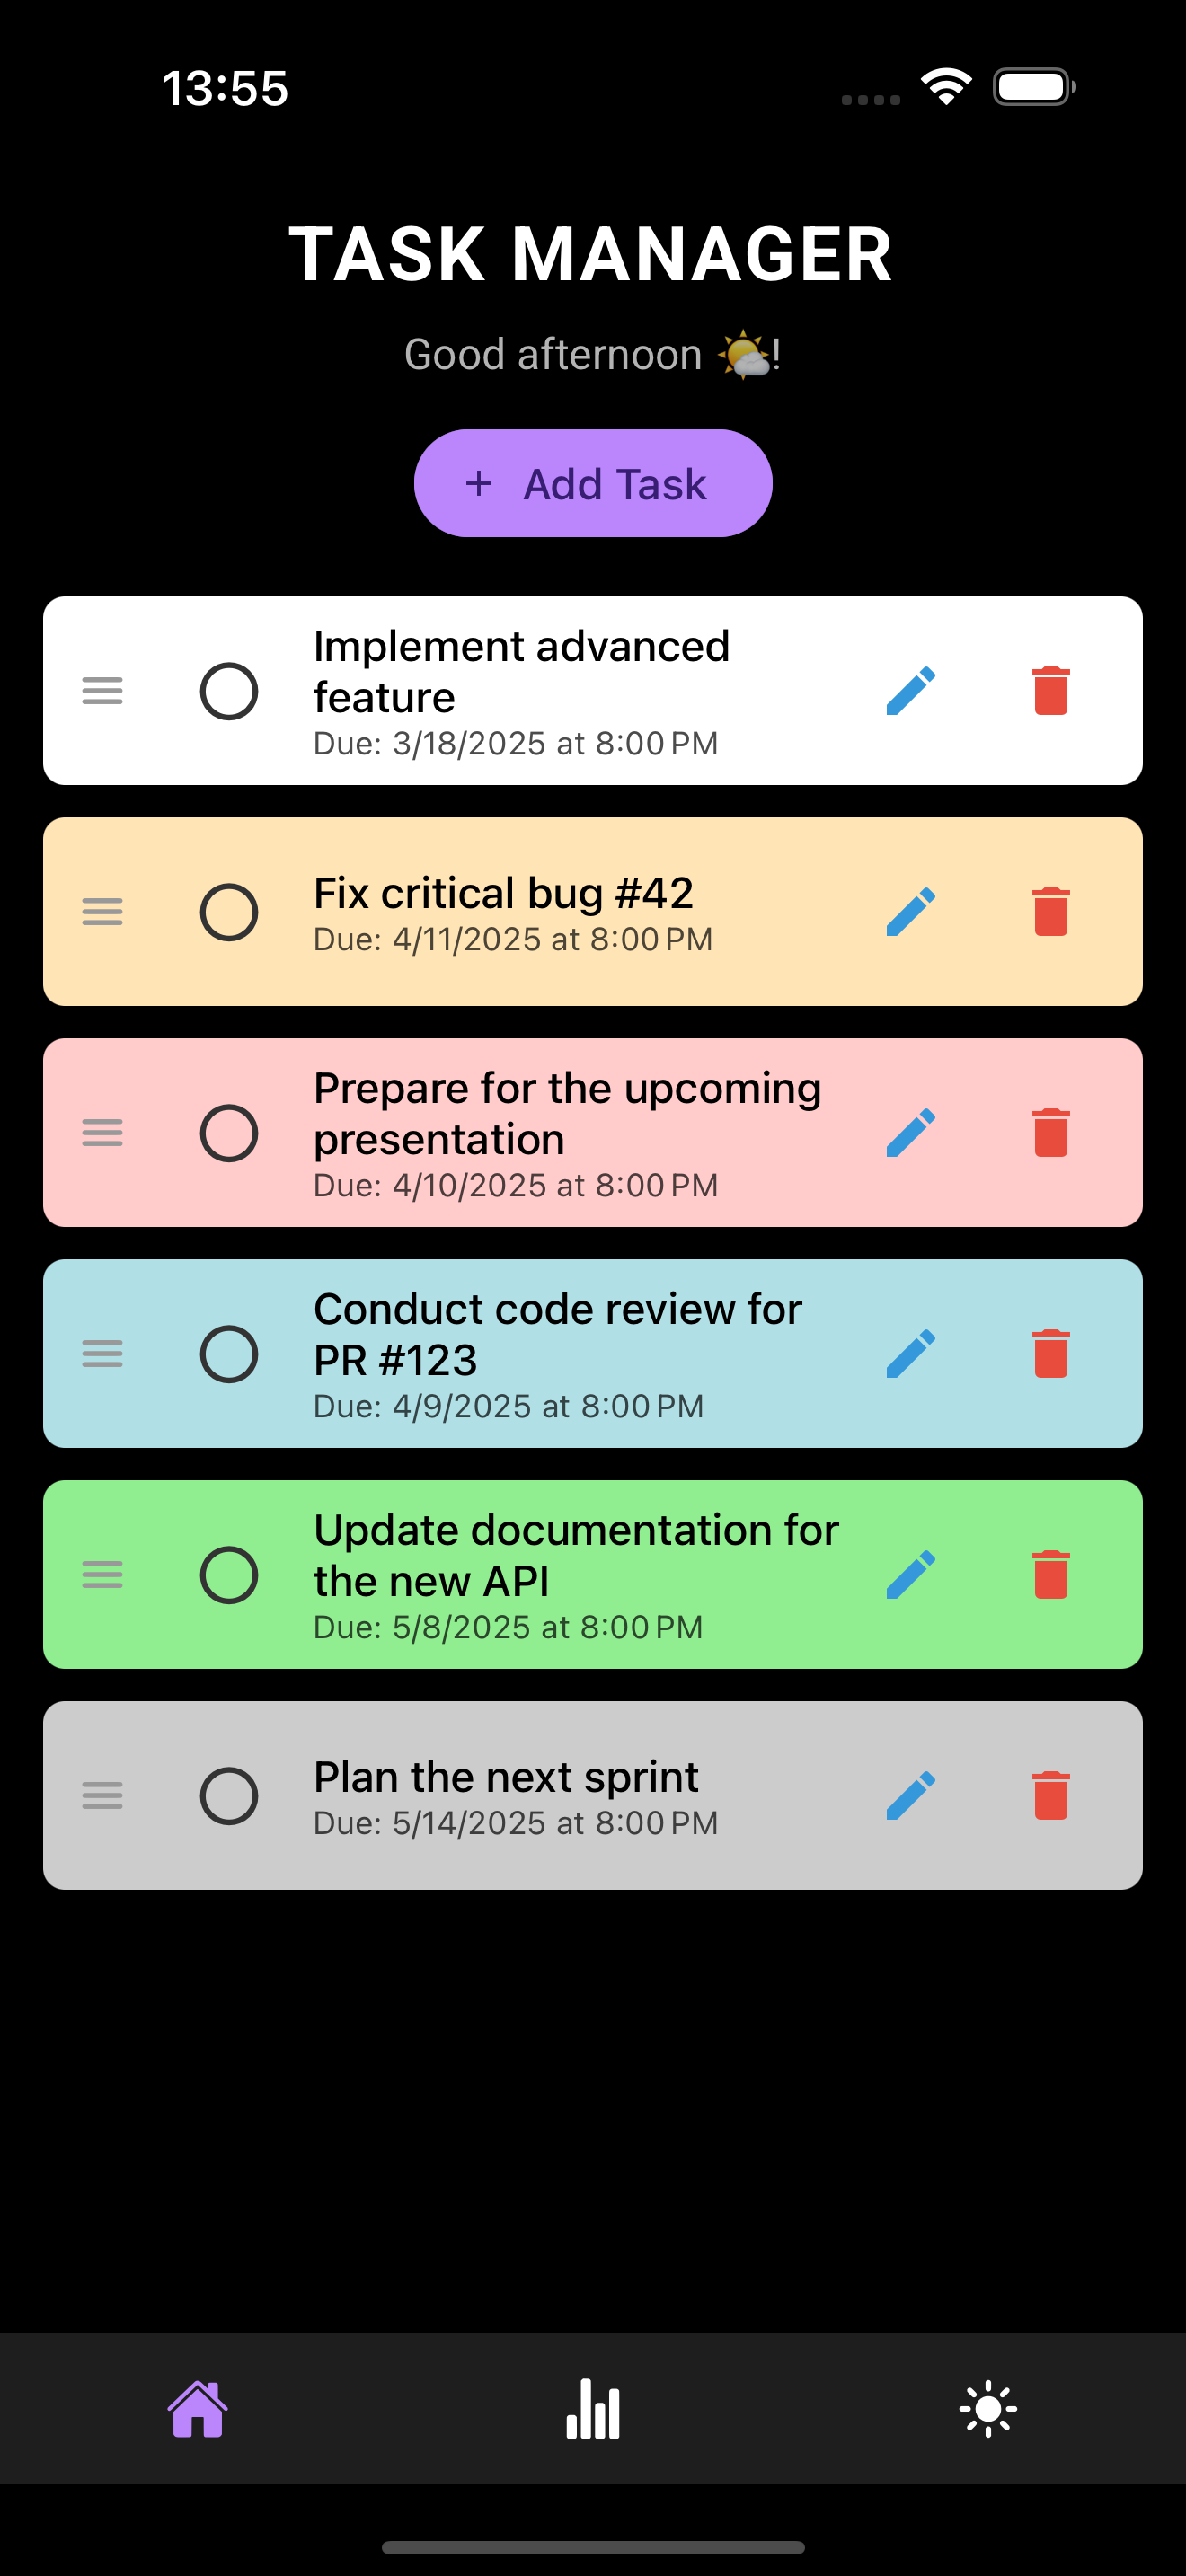 13:55
TASK MANAGER
Good afternoon 🌤️!
+ Add Task
Implement advanced
feature
Due: 3/18/2025 at 8:00 PM
Fix critical bug #42
Due: 4/11/2025 at 8:00 PM
Prepare for the upcoming
presentation
Due: 4/10/2025 at 8:00 PM
Conduct code review for
PR #123
Due: 4/9/2025 at 8:00 PM
Update documentation for
the new API
Due: 5/8/2025 at 8:00 PM
Plan the next sprint
Due: 5/14/2025 at 8:00 PM